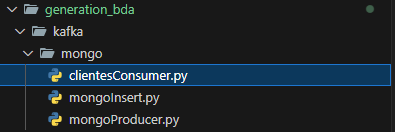 generation_bda
kafka
mongo
clientesConsumer.py
mongoInsert.py
mongoProducer.py